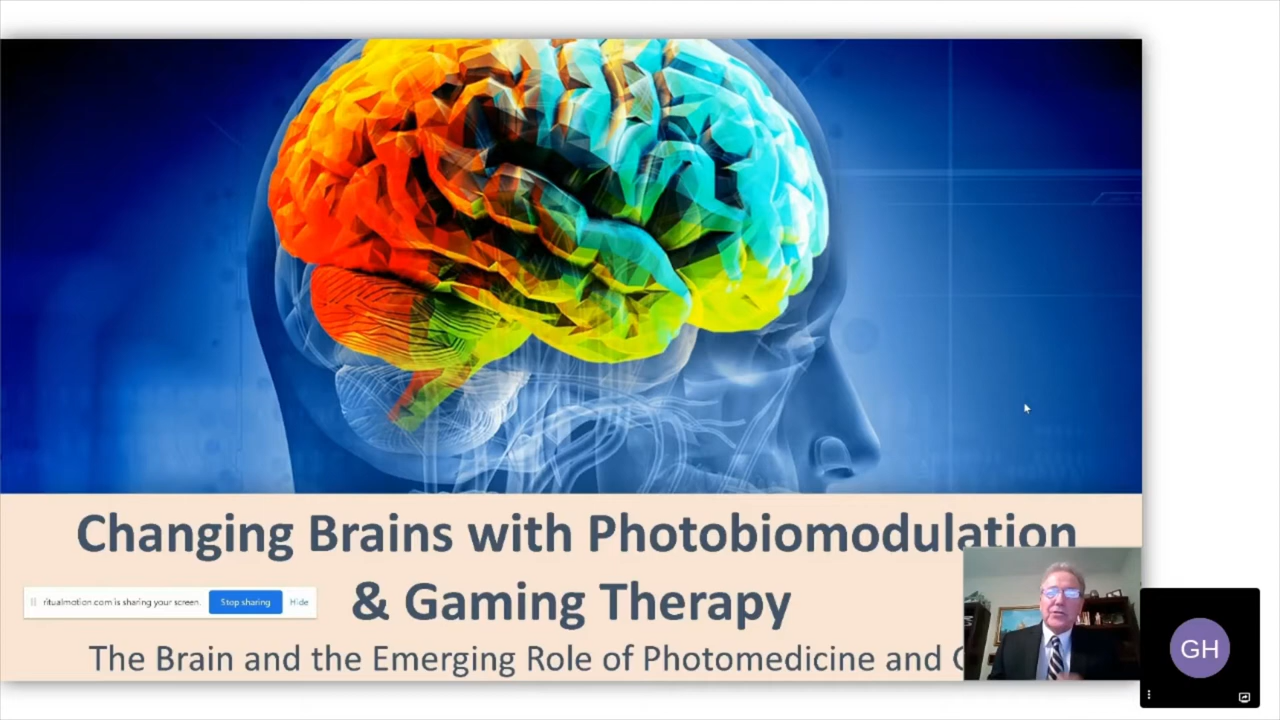 Changing Brains with Photobiomodulation
& Gaming Therapy
ritualmotion.com is sharing your screen.
Stop sharing
Hide
The Brain and the Emerging Role of Photomedicine and
GH